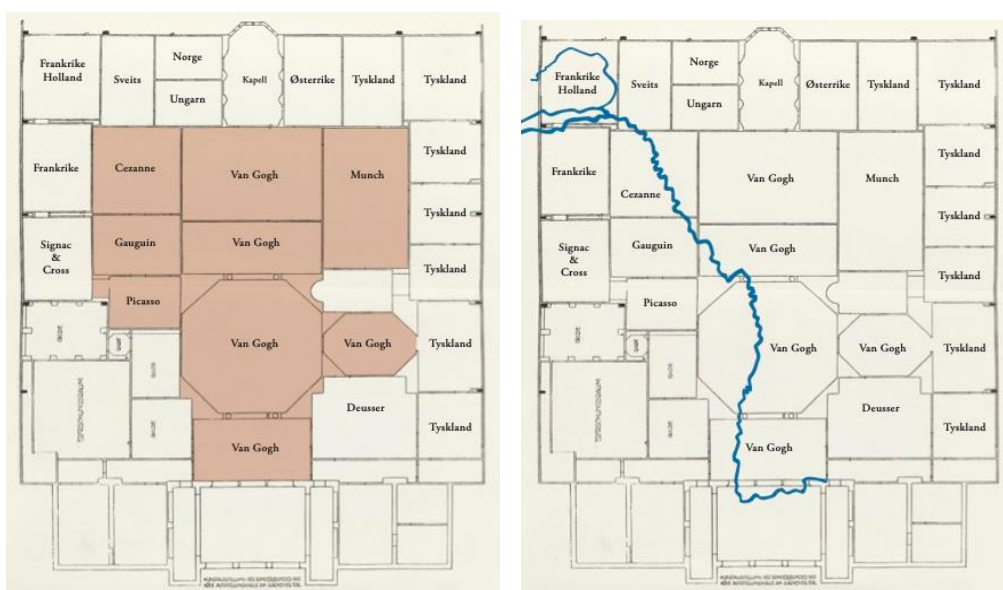 Frankrike
Holland
Sveits
Norge
Ungarn
Kapell
Østerrike
Tyskland
Tyskland
Frankrike
Cezanne
Van Gogh
Munch
Tyskland
Tyskland
Signac
&
Cross
Gauguin
Van Gogh
Tyskland
Picasso
Van Gogh
Van Gogh
Tyskland
Deusser
Tyskland
Van Gogh
Frankrike
Holland
Sveits
Norge
Ungarn
Kapell
Østerrike
Tyskland
Tyskland
Frankrike
Cezanne
Van Gogh
Munch
Tyskland
Tyskland
Signac
&
Cross
Gauguin
Van Gogh
Tyskland
Picasso
Van Gogh
Van Gogh
Tyskland
Deusser
Tyskland
Van Gogh